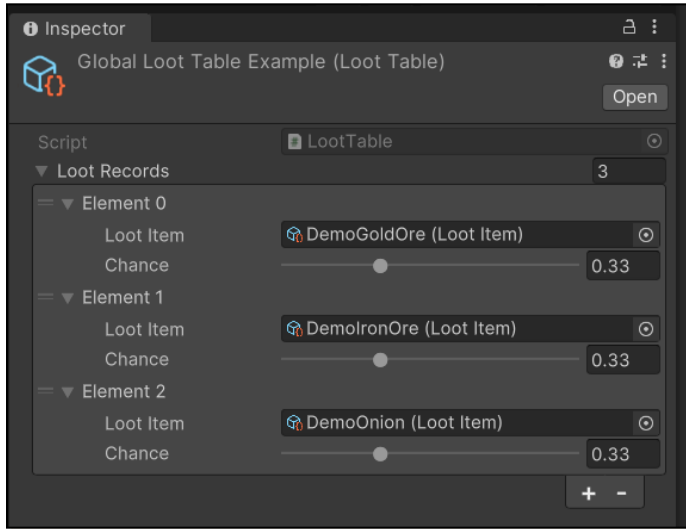 Inspector
Global Loot Table Example (Loot Table)
Open
Script LootTable
Loot Records 3
Element 0
Loot Item DemoGoldOre (Loot Item)
Chance 0.33
Element 1
Loot Item DemoIronOre (Loot Item)
Chance 0.33
Element 2
Loot Item DemoOnion (Loot Item)
Chance 0.33
+ -